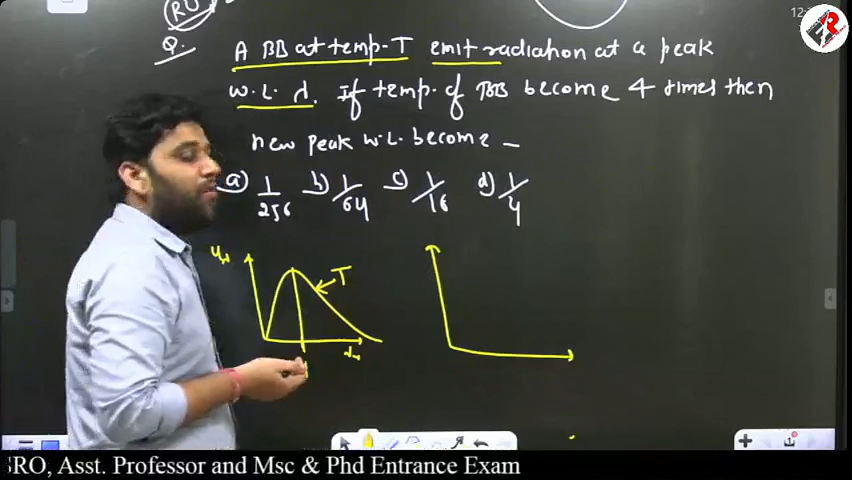 Q. A BB at temp. T emit radiation at a peak
W.L. λ. If temp. of BB become 4 times then
new peak W.L. become –
a) 1/256 b) 1/64 c) 1/16 d) 1/4
T
SRO, Asst. Professor and Msc & Phd Entrance Exam